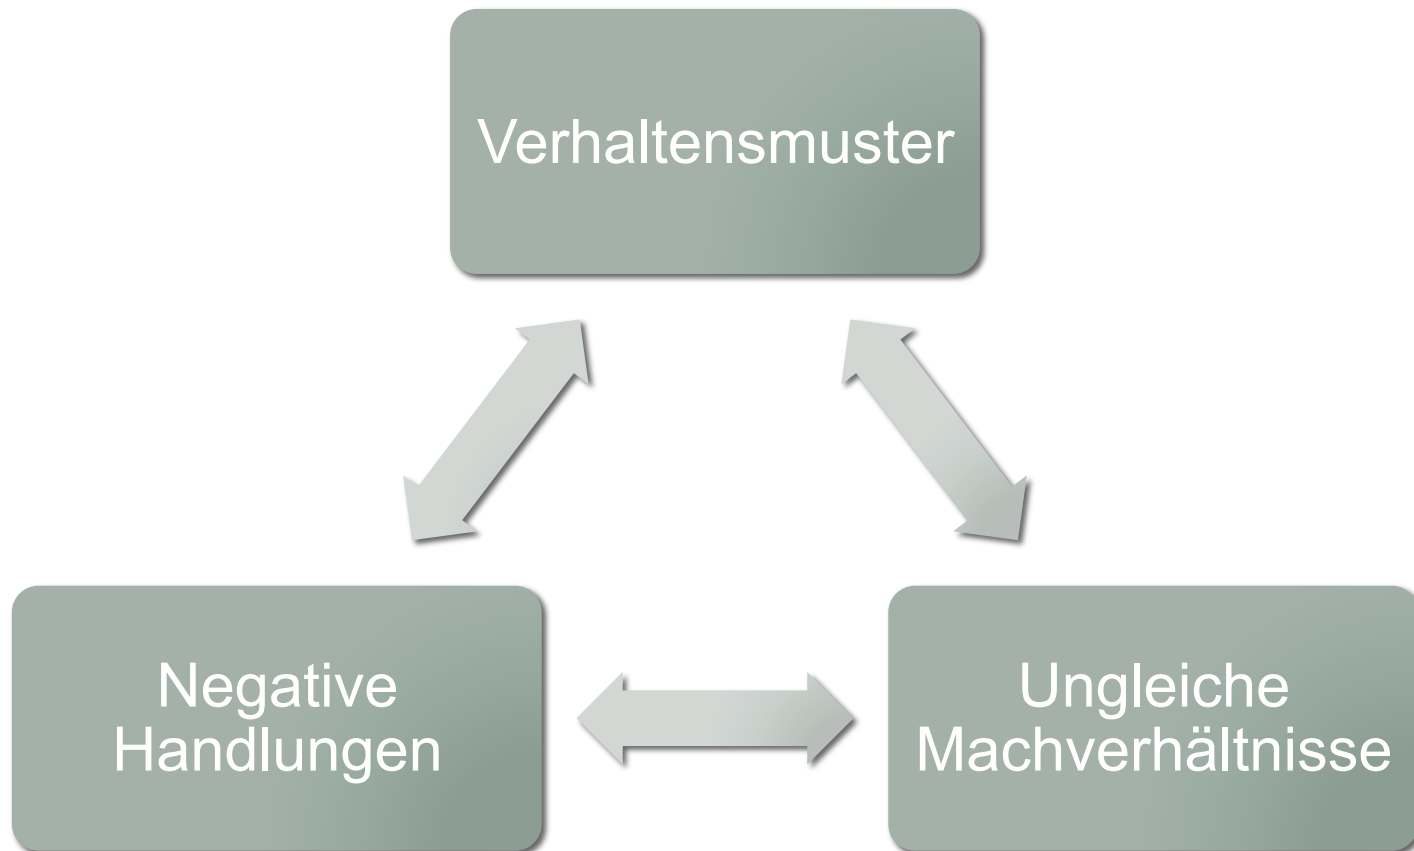 Verhaltensmuster
Negative
Handlungen
Ungleiche
Machverhältnisse